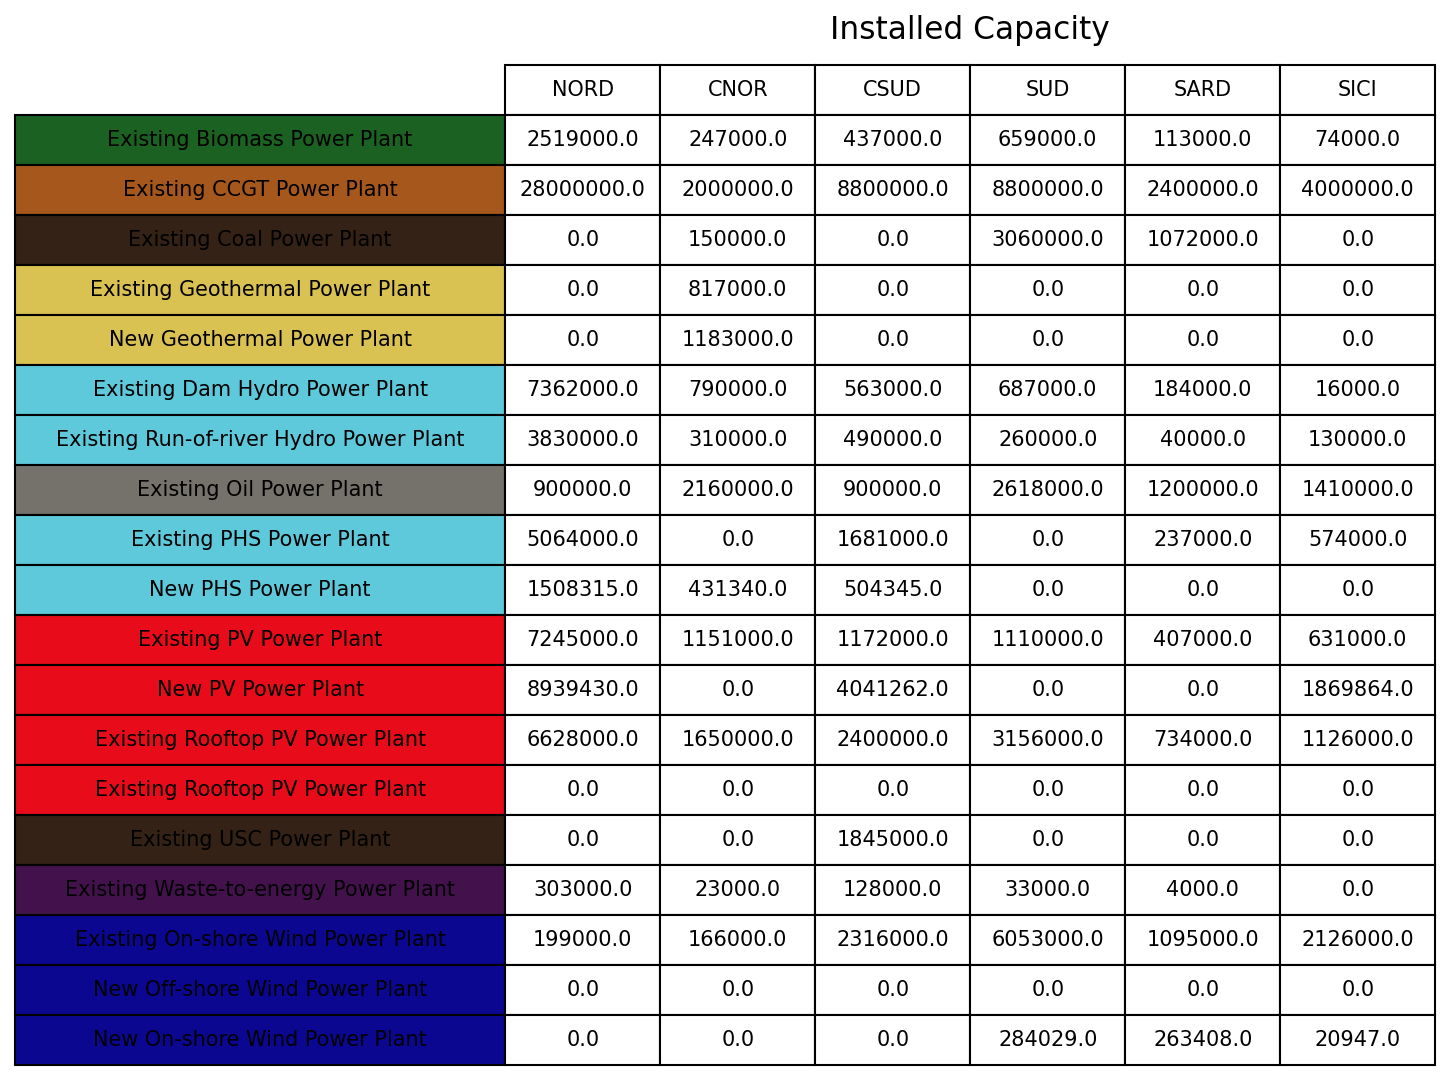 Installed Capacity
NORD CNOR CSUD SUD SARD SICI
Existing Biomass Power Plant 2519000.0 247000.0 437000.0 659000.0 113000.0 74000.0
Existing CCGT Power Plant 28000000.0 2000000.0 8800000.0 8800000.0 2400000.0 4000000.0
Existing Coal Power Plant 0.0 150000.0 0.0 3060000.0 1072000.0 0.0
Existing Geothermal Power Plant 0.0 817000.0 0.0 0.0 0.0 0.0
New Geothermal Power Plant 0.0 1183000.0 0.0 0.0 0.0 0.0
Existing Dam Hydro Power Plant 7362000.0 790000.0 563000.0 687000.0 184000.0 16000.0
Existing Run-of-river Hydro Power Plant 3830000.0 310000.0 490000.0 260000.0 40000.0 130000.0
Existing Oil Power Plant 900000.0 2160000.0 900000.0 2618000.0 1200000.0 1410000.0
Existing PHS Power Plant 5064000.0 0.0 1681000.0 0.0 237000.0 574000.0
New PHS Power Plant 1508315.0 431340.0 504345.0 0.0 0.0 0.0
Existing PV Power Plant 7245000.0 1151000.0 1172000.0 1110000.0 407000.0 631000.0
New PV Power Plant 8939430.0 0.0 4041262.0 0.0 0.0 1869864.0
Existing Rooftop PV Power Plant 6628000.0 1650000.0 2400000.0 3156000.0 734000.0 1126000.0
Existing Rooftop PV Power Plant 0.0 0.0 0.0 0.0 0.0 0.0
Existing USC Power Plant 0.0 0.0 1845000.0 0.0 0.0 0.0
Existing Waste-to-energy Power Plant 303000.0 23000.0 128000.0 33000.0 4000.0 0.0
Existing On-shore Wind Power Plant 199000.0 166000.0 2316000.0 6053000.0 1095000.0 2126000.0
New Off-shore Wind Power Plant 0.0 0.0 0.0 0.0 0.0 0.0
New On-shore Wind Power Plant 0.0 0.0 0.0 284029.0 263408.0 20947.0